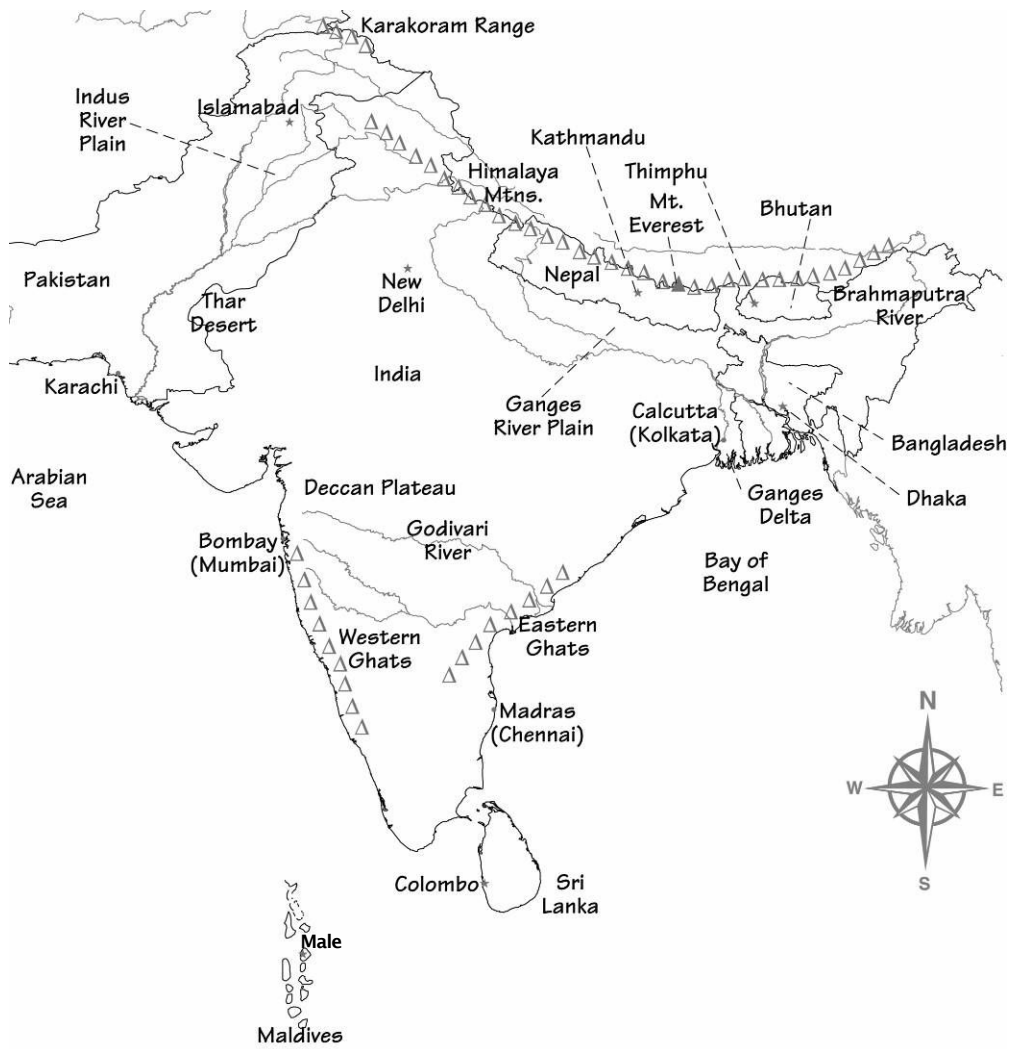 Karakoram Range
Indus
River
Plain
Islamabad
Kathmandu
Thimphu
Himalaya
Mtns.
Mt.
Everest
Bhutan
Pakistan
Nepal
New
Delhi
Thar
Desert
Brahmaputra
River
Karachi
India
Ganges
River Plain
Calcutta
(Kolkata)
Bangladesh
Arabian
Sea
Deccan Plateau
Ganges
Delta
Dhaka
Godivari
River
Bombay
(Mumbai)
Bay of
Bengal
Western
Ghats
Eastern
Ghats
Madras
(Chennai)
N
W
E
S
Colombo
Sri
Lanka
Male
Maldives